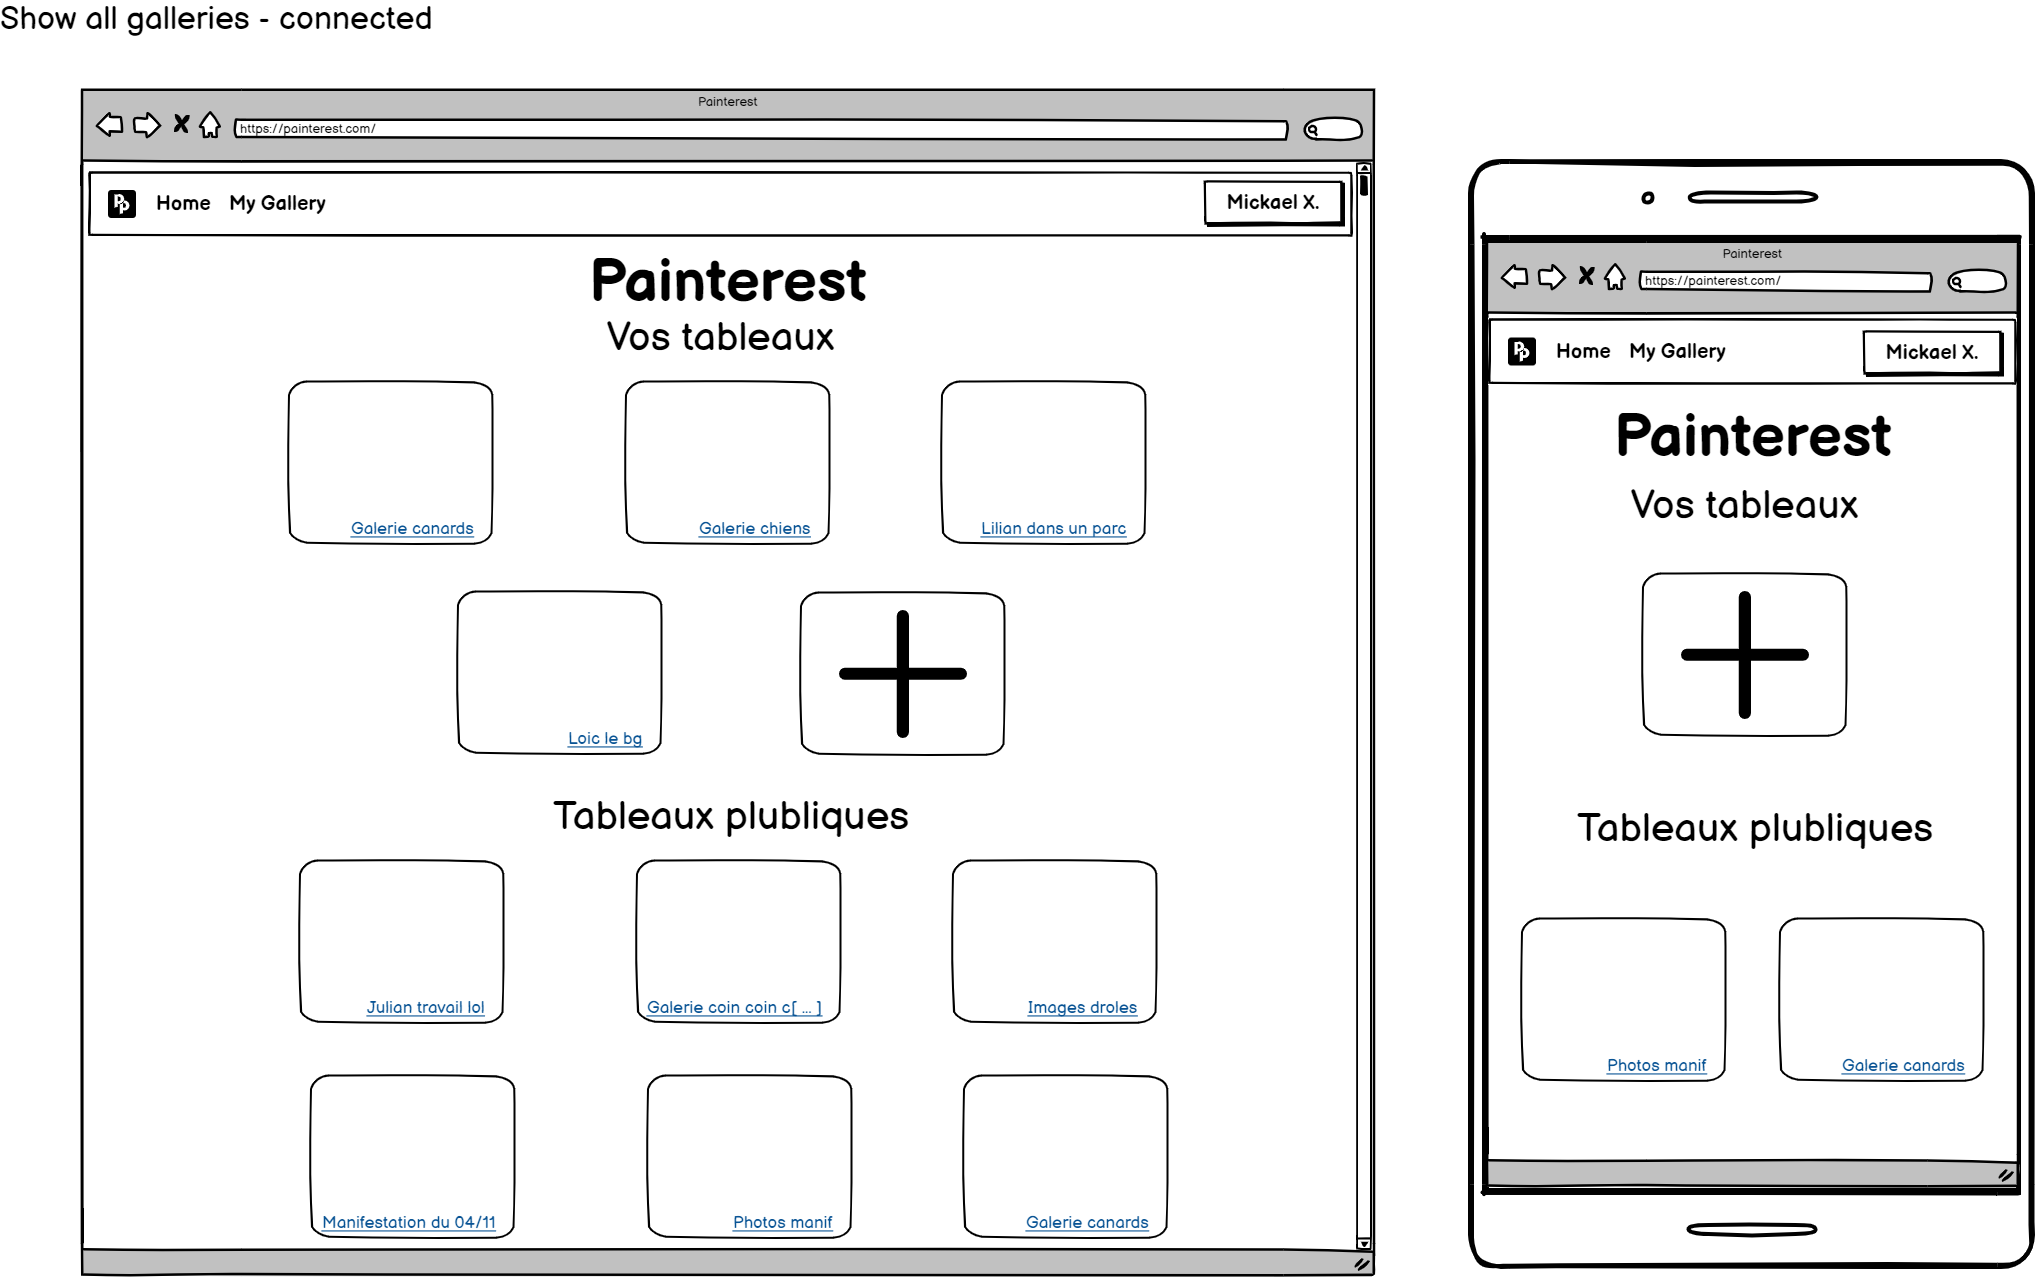 Show all galleries - connected
Painterest
https://painterest.com/
Home My Gallery Mickael X.
Painterest
Vos tableaux
Galerie canards
Galerie chiens
Lilian dans un parc
Loic le bg
Tableaux plubliques
Julian travail lol
Galerie coin coin c[ ... ]
Images droles
Manifestation du 04/11
Photos manif
Galerie canards
Painterest
https://painterest.com/
Home My Gallery Mickael X.
Painterest
Vos tableaux
Tableaux plubliques
Photos manif
Galerie canards